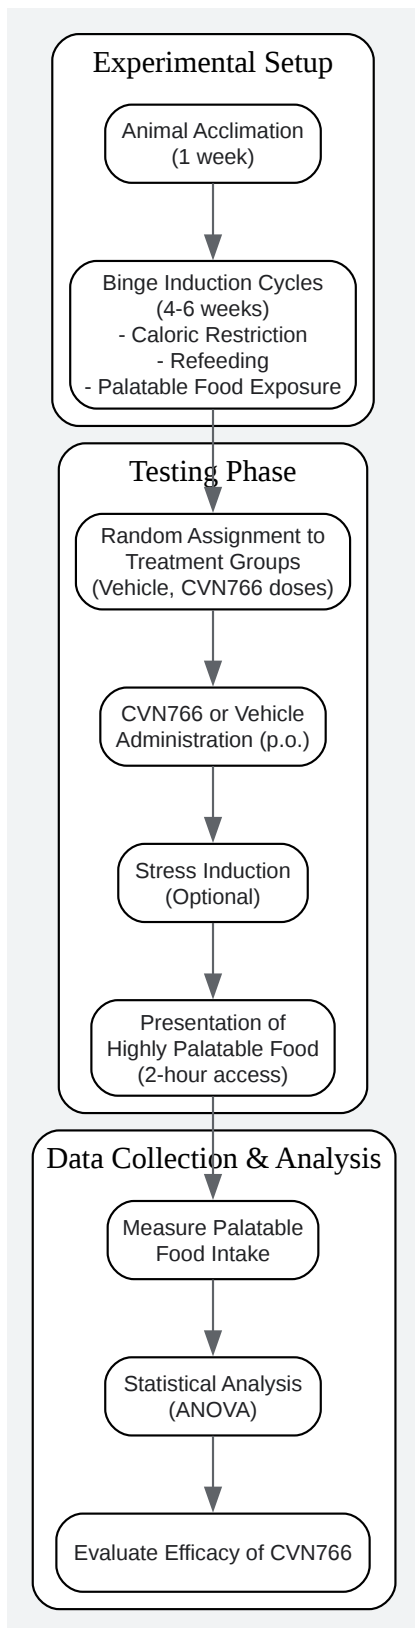 Experimental Setup
Animal Acclimation
(1 week)
Binge Induction Cycles
(4-6 weeks)
- Caloric Restriction
- Refeeding
- Palatable Food Exposure
Testing Phase
Random Assignment to
Treatment Groups
(Vehicle, CVN766 doses)
CVN766 or Vehicle
Administration (p.o.)
Stress Induction
(Optional)
Presentation of
Highly Palatable Food
(2-hour access)
Data Collection & Analysis
Measure Palatable
Food Intake
Statistical Analysis
(ANOVA)
Evaluate Efficacy of CVN766